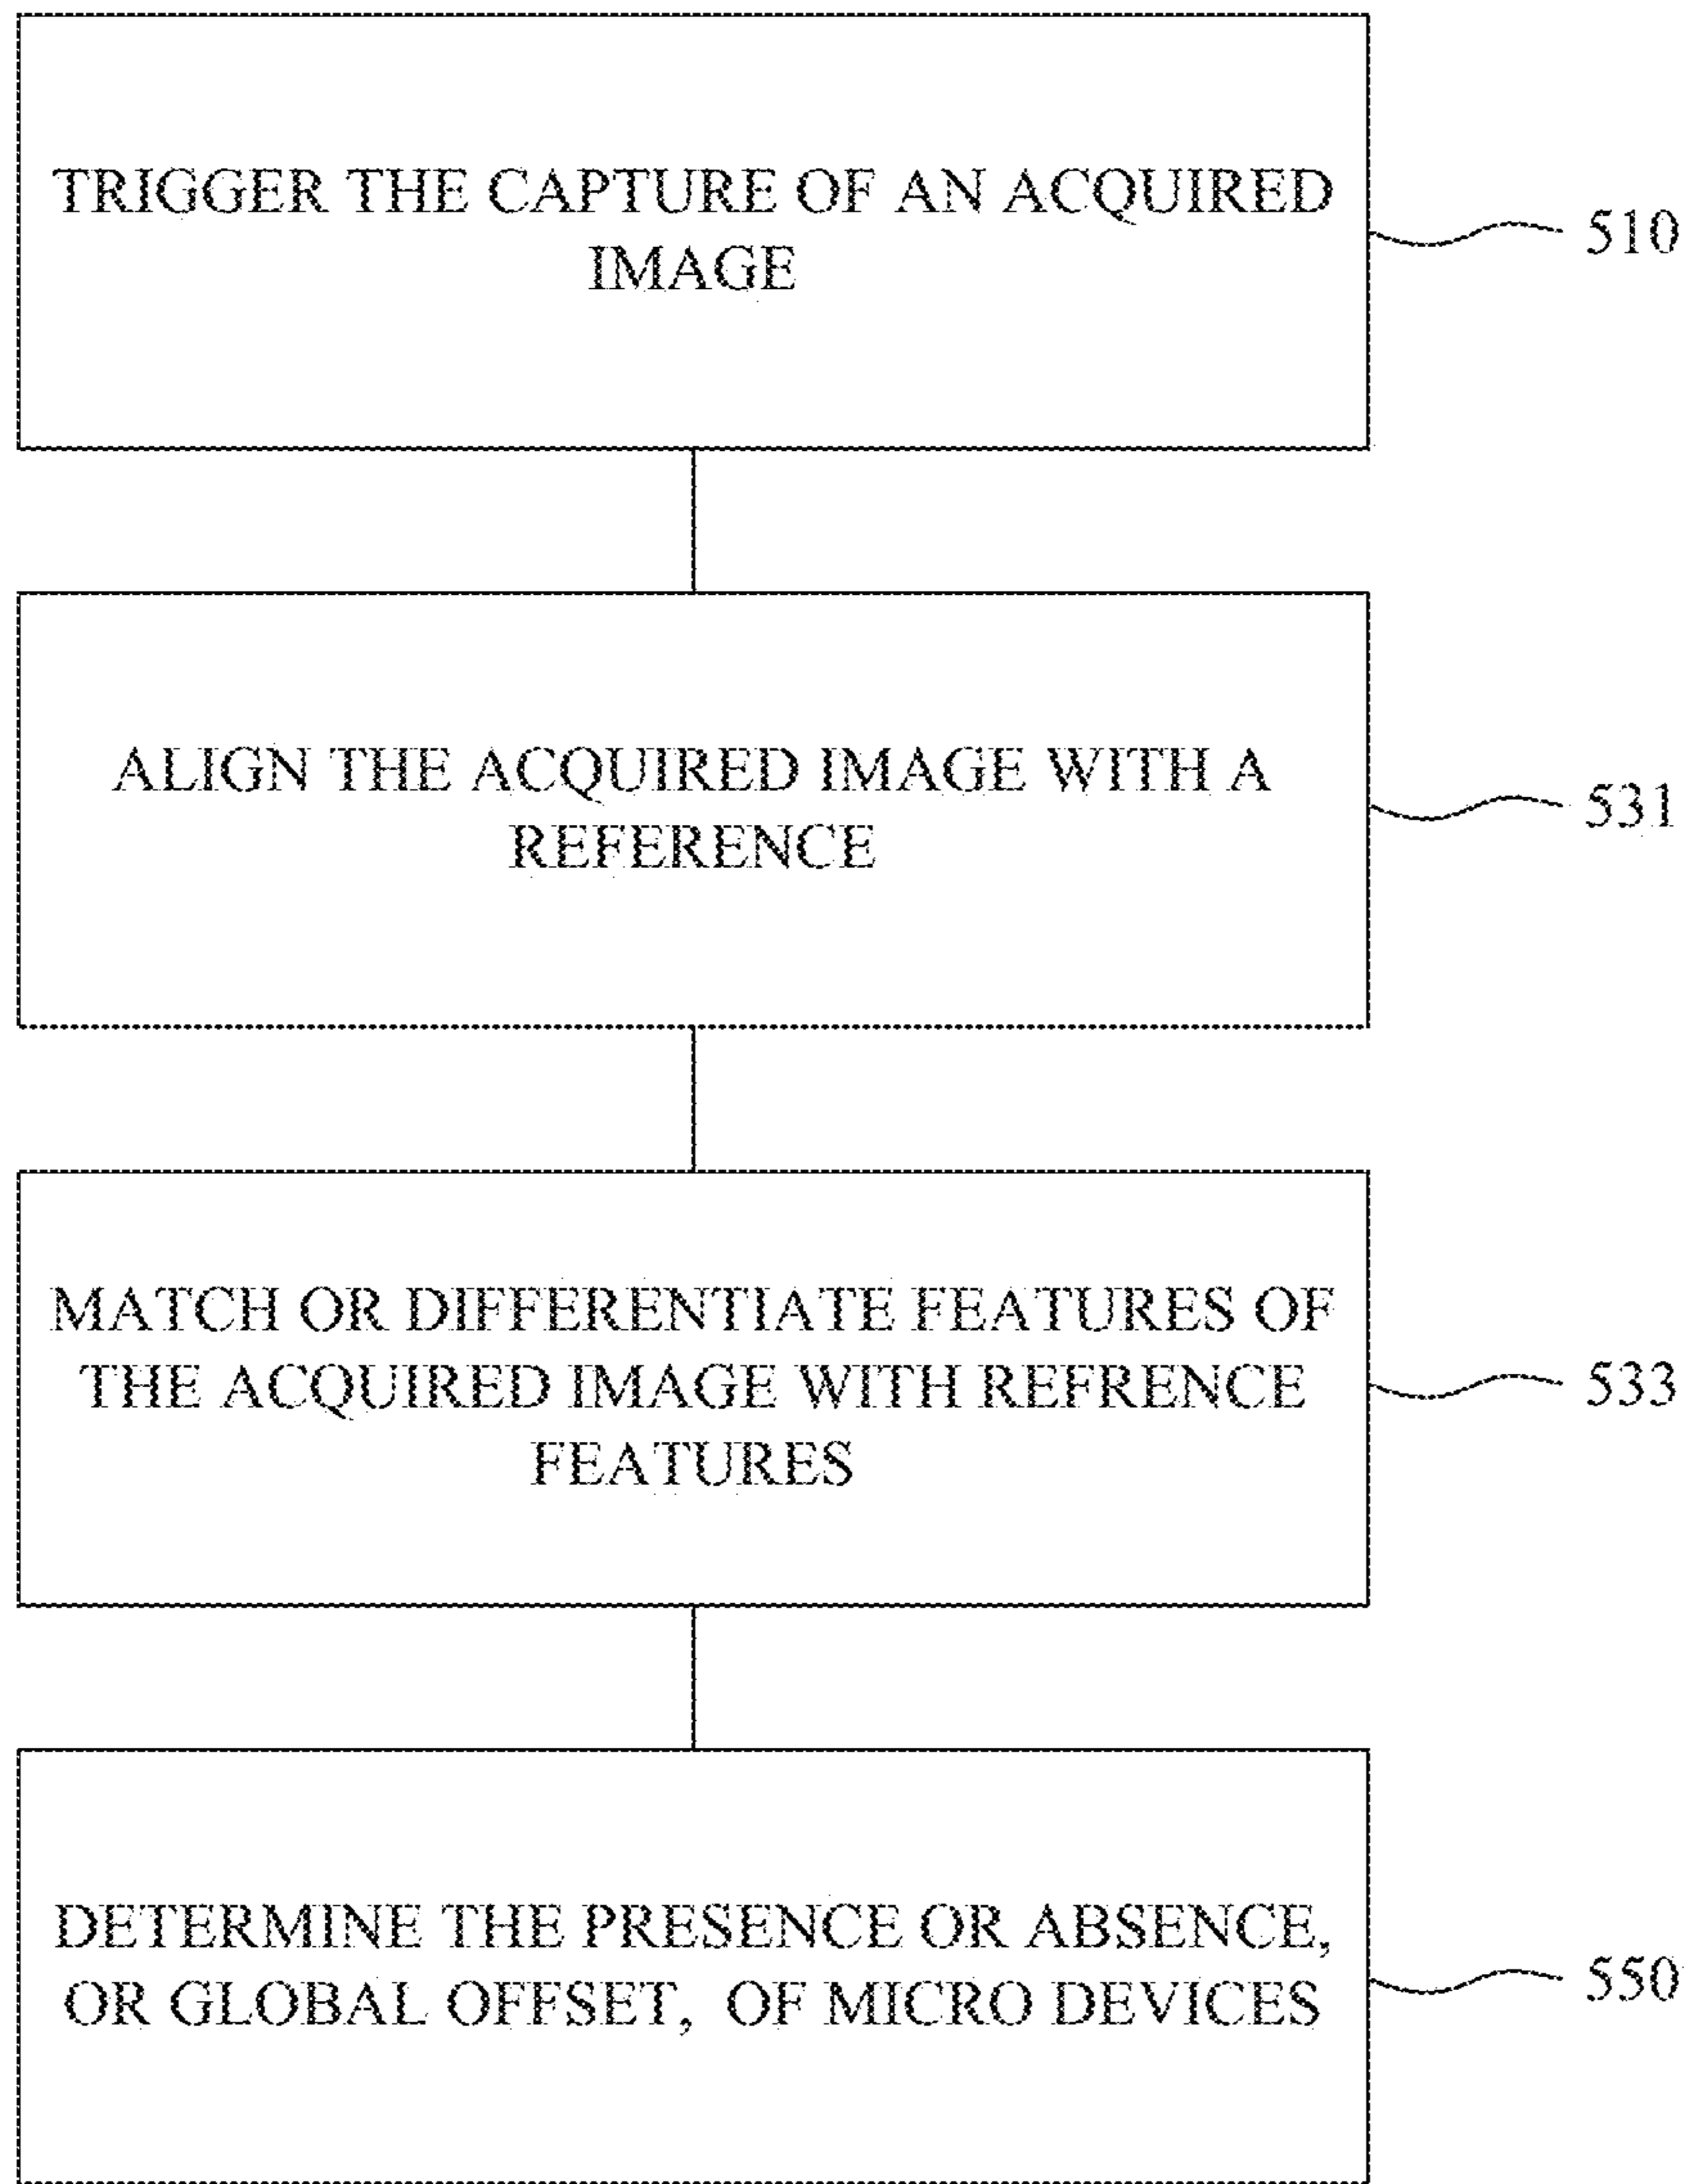 TRIGGER THE CAPTURE OF AN ACQUIRED
IMAGE
510
ALIGN THE ACQUIRED IMAGE WITH A
REFERENCE
531
MATCH OR DIFFERENTIATE FEATURES OF
THE ACQUIRED IMAGE WITH REFRENCE
FEATURES
533
DETERMINE THE PRESENCE OR ABSENCE,
OR GLOBAL OFFSET, OF MICRO DEVICES
550